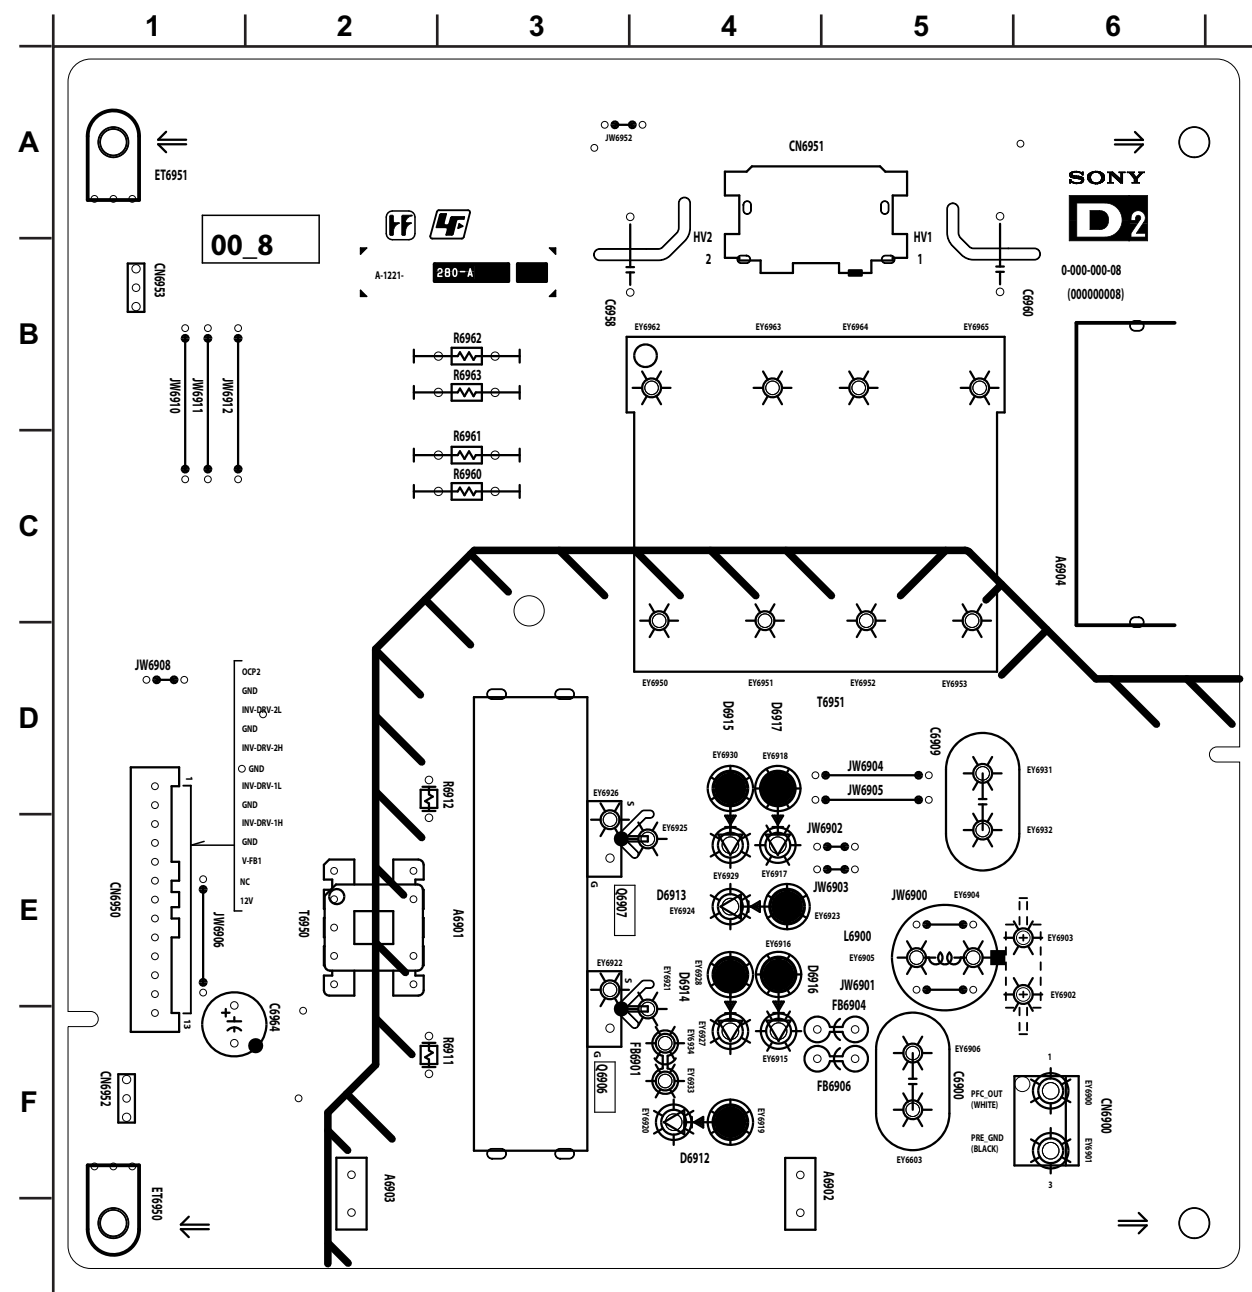 1 2 3 4 5 6
A
B
C
D
E
F
JW6952
CN6951
ET6951
SONY
D 2
HF
LF
00_8
HV2
2
HV1
1
CN6953
A-1221-
280-A
0-000-000-08
(000000008)
C6958
C6960
EY6962
EY6963
EY6964
EY6965
R6962
R6963
JW6910
JW6911
JW6912
R6961
R6960
A6904
JW6908
OCP2
GND
INV-DRV-2L
GND
INV-DRV-2H
GND
INV-DRV-1L
GND
INV-DRV-1H
GND
V-FB1
NC
12V
EY6950
EY6951
EY6952
EY6953
T6951
D6915
D6917
C6909
EY6930
EY6918
JW6904
JW6905
EY6931
1
R6912
EY6926
S
EY6925
JW6902
EY6932
EY6929
EY6917
JW6903
G
Q6907
D6913
EY6924
EY6923
JW6900
EY6904
CN6950
JW6906
T6950
A6901
L6900
EY6916
EY6905
EY6903
EY6922
S
EY6921
D6914
EY6928
D6916
JW6901
EY6902
FB6904
C6964
13
R6911
G
Q6906
FB6901
EY6934
EY6927
EY6915
EY6906
1
CN6952
EY6933
FB6906
C6900
PFC_OUT
(WHITE)
EY6900
CN6900
EY6920
EY6919
PRE_GND
(BLACK)
EY6901
D6912
EY6603
3
ET6950
A6903
A6902